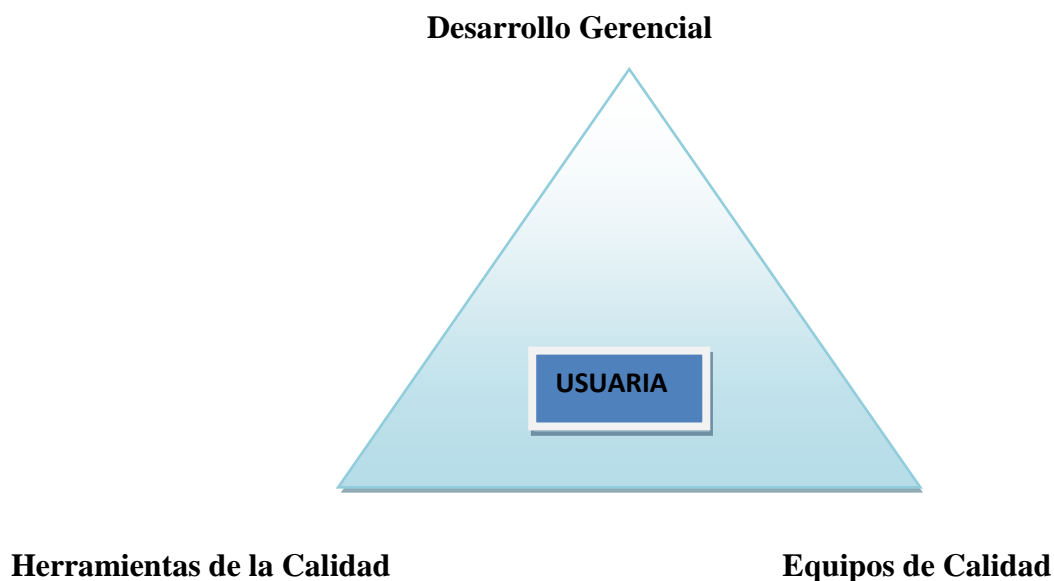 Desarrollo Gerencial
USUARIA
Herramientas de la Calidad
Equipos de Calidad